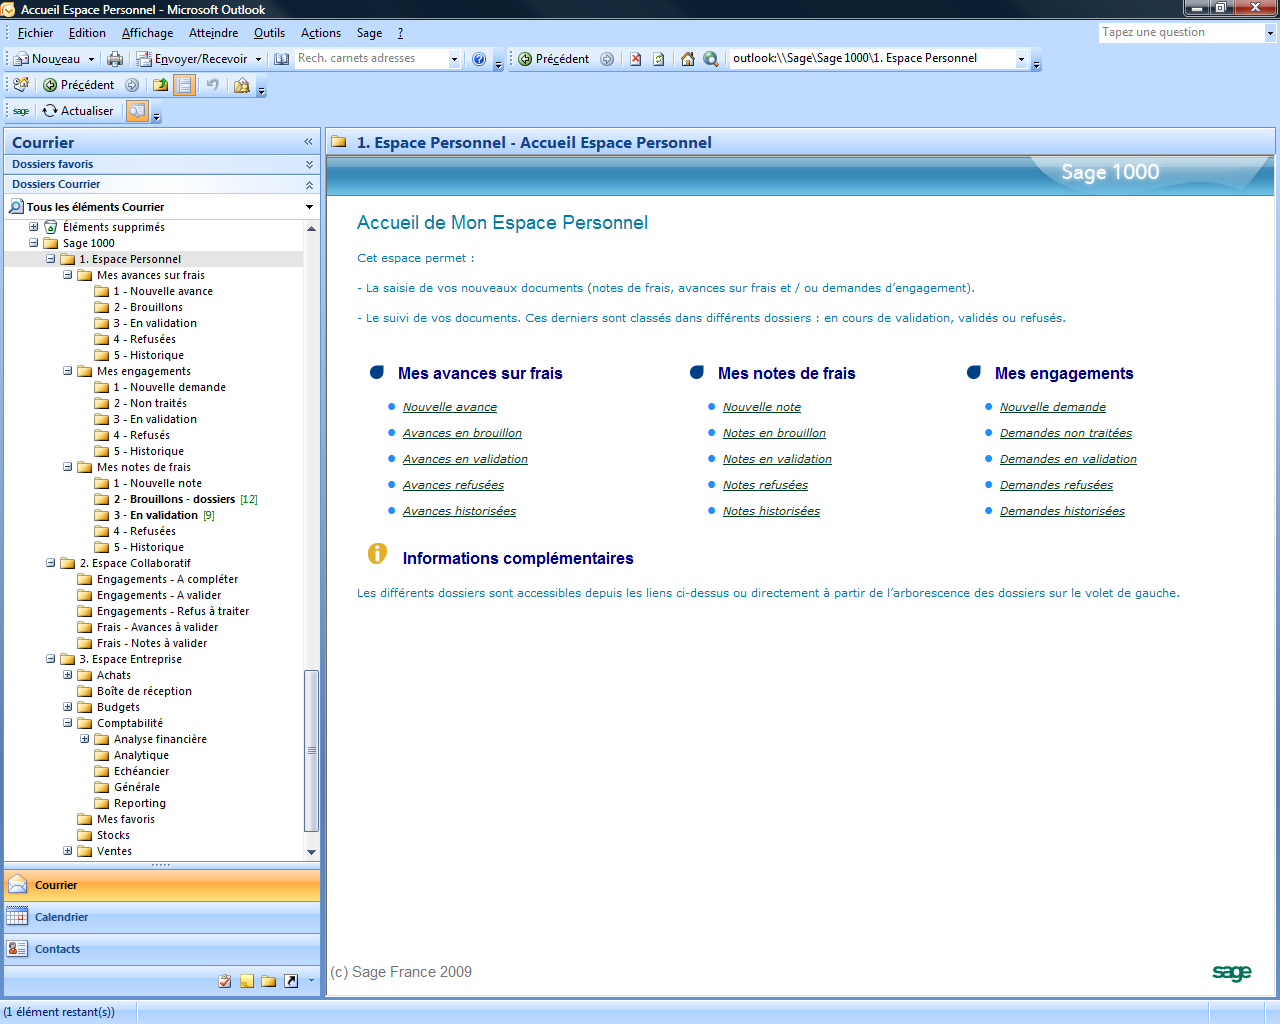 Accueil Espace Personnel - Microsoft Outlook
Fichier Edition Affichage Atteindre Outils Actions Sage ? Tapez une question
Nouveau Envoyer/Recevoir Rech. carnets adresses Précédent outlook:\\Sage\Sage 1000\1. Espace Personnel
Précédent
sage Actualiser
Courrier
Dossiers favoris
Dossiers Courrier
Tous les éléments Courrier
Éléments supprimés
Sage 1000
1. Espace Personnel
Mes avances sur frais
1 - Nouvelle avance
2 - Brouillons
3 - En validation
4 - Refusées
5 - Historique
Mes engagements
1 - Nouvelle demande
2 - Non traités
3 - En validation
4 - Refusés
5 - Historique
Mes notes de frais
1 - Nouvelle note
2 - Brouillons - dossiers [12]
3 - En validation [9]
4 - Refusées
5 - Historique
2. Espace Collaboratif
Engagements - A compléter
Engagements - A valider
Engagements - Refus à traiter
Frais - Avances à valider
Frais - Notes à valider
3. Espace Entreprise
Achats
Boîte de réception
Budgets
Comptabilité
Analyse financière
Analytique
Echéancier
Générale
Reporting
Mes favoris
Stocks
Ventes
Courrier
Calendrier
Contacts
1. Espace Personnel - Accueil Espace Personnel
Sage 1000
Accueil de Mon Espace Personnel
Cet espace permet :
- La saisie de vos nouveaux documents (notes de frais, avances sur frais et / ou demandes d’engagement).
- Le suivi de vos documents. Ces derniers sont classés dans différents dossiers : en cours de validation, validés ou refusés.
Mes avances sur frais
Nouvelle avance
Avances en brouillon
Avances en validation
Avances refusées
Avances historisées
Mes notes de frais
Nouvelle note
Notes en brouillon
Notes en validation
Notes refusées
Notes historisées
Mes engagements
Nouvelle demande
Demandes non traitées
Demandes en validation
Demandes refusées
Demandes historisées
Informations complémentaires
Les différents dossiers sont accessibles depuis les liens ci-dessus ou directement à partir de l’arborescence des dossiers sur le volet de gauche.
(c) Sage France 2009
sage
(1 élément restant(s))